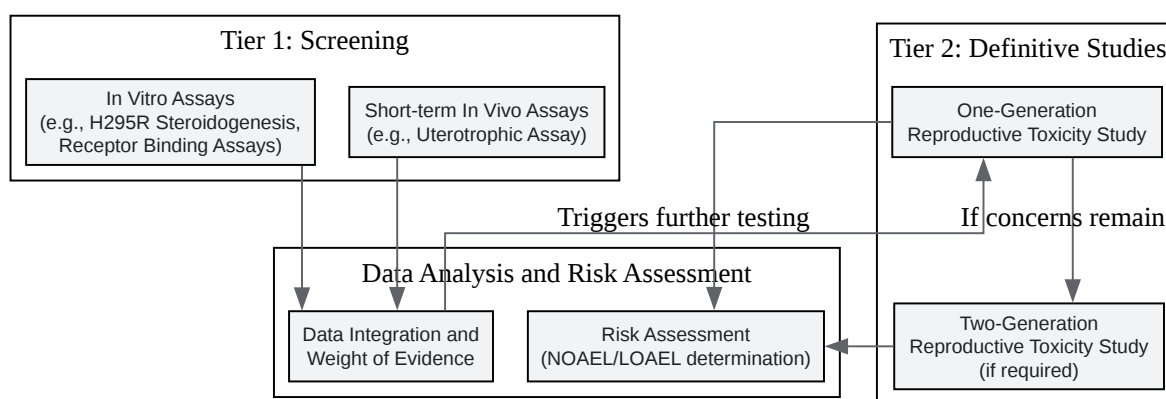 Tier 1: Screening
In Vitro Assays
(e.g., H295R Steroidogenesis,
Receptor Binding Assays)
Short-term In Vivo Assays
(e.g., Uterotrophic Assay)
Tier 2: Definitive Studies
One-Generation
Reproductive Toxicity Study
Triggers further testing
If concerns remain
Data Analysis and Risk Assessment
Data Integration and
Weight of Evidence
Risk Assessment
(NOAEL/LOAEL determination)
Two-Generation
Reproductive Toxicity Study
(if required)